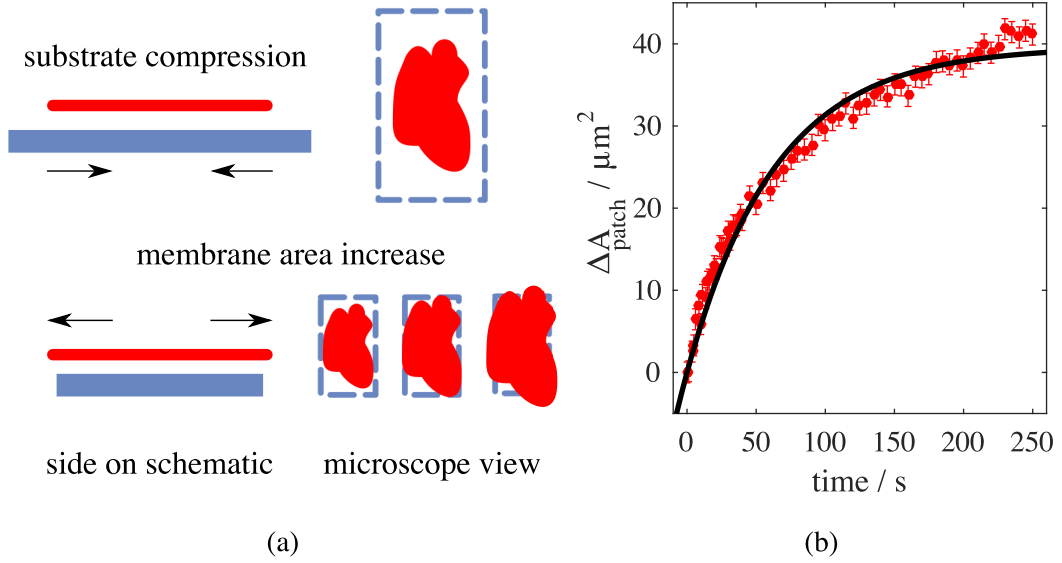 substrate compression
membrane area increase
side on schematic
microscope view
(a)
ΔA_patch / μm²
40
30
20
10
0
0 50 100 150 200 250
time / s
(b)